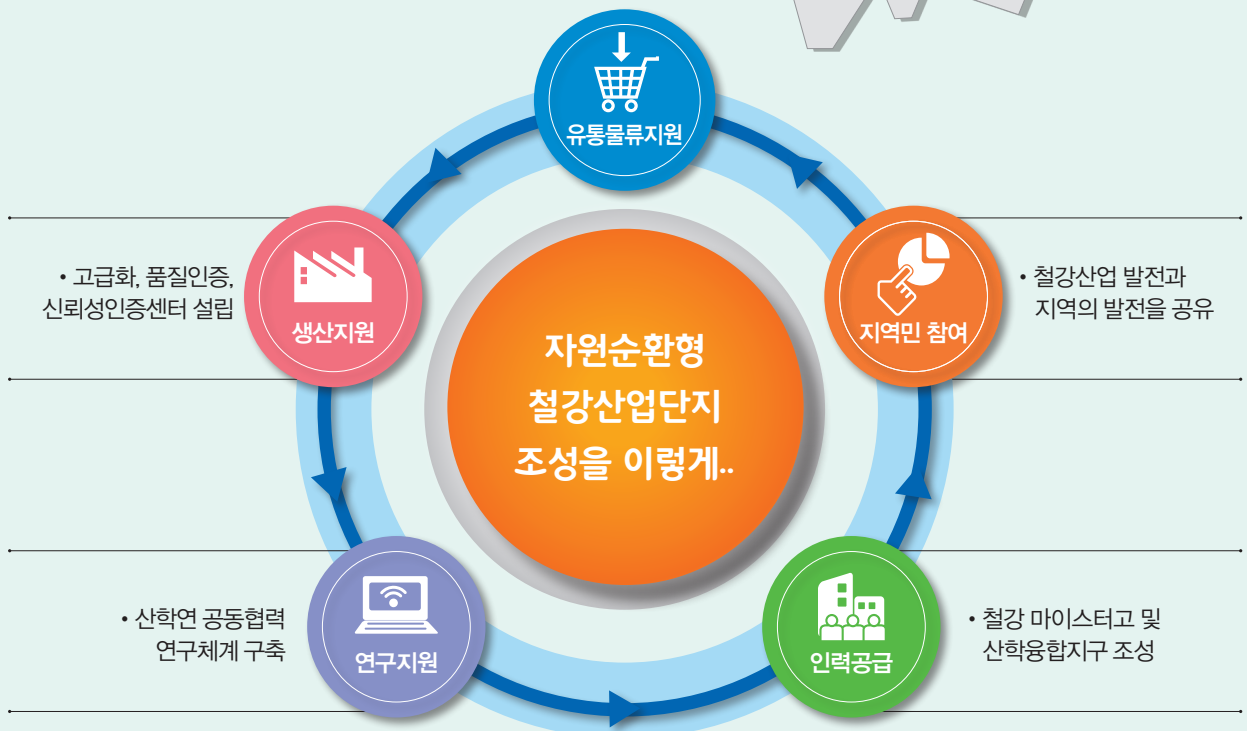 유통물류지원
• 고급화, 품질인증,
신뢰성인증센터 설립
생산지원
지역민 참여
• 철강산업 발전과
지역의 발전을 공유
자원순환형
철강산업단지
조성을 이렇게..
• 산학연 공동협력
연구체계 구축
연구지원
인력공급
• 철강 마이스터고 및
산학융합지구 조성